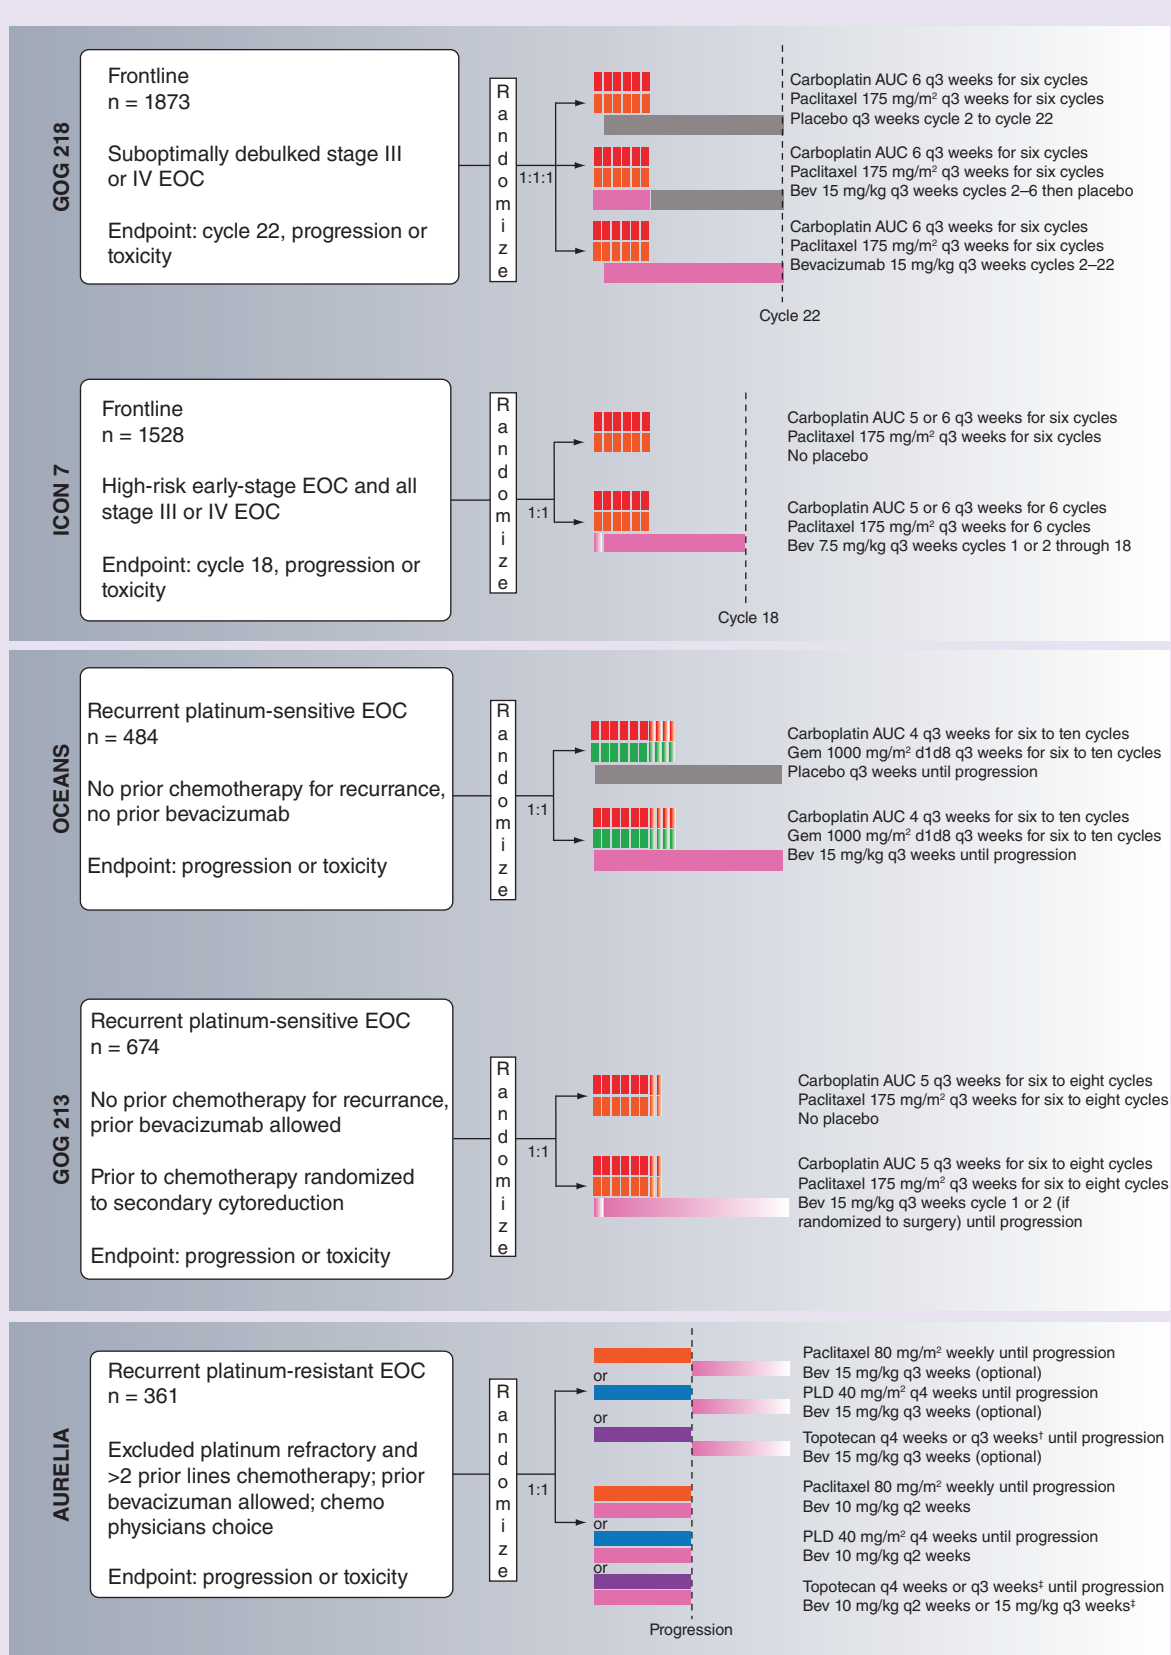 GOG 218
Frontline
n = 1873
Suboptimally debulked stage III
or IV EOC
Endpoint: cycle 22, progression or
toxicity
Randomize
1:1:1
Carboplatin AUC 6 q3 weeks for six cycles
Paclitaxel 175 mg/m² q3 weeks for six cycles
Placebo q3 weeks cycle 2 to cycle 22
Carboplatin AUC 6 q3 weeks for six cycles
Paclitaxel 175 mg/m² q3 weeks for six cycles
Bev 15 mg/kg q3 weeks cycles 2–6 then placebo
Carboplatin AUC 6 q3 weeks for six cycles
Paclitaxel 175 mg/m² q3 weeks for six cycles
Bevacizumab 15 mg/kg q3 weeks cycles 2–22
Cycle 22
ICON 7
Frontline
n = 1528
High-risk early-stage EOC and all
stage III or IV EOC
Endpoint: cycle 18, progression or
toxicity
Randomize
1:1
Carboplatin AUC 5 or 6 q3 weeks for six cycles
Paclitaxel 175 mg/m² q3 weeks for six cycles
No placebo
Carboplatin AUC 5 or 6 q3 weeks for 6 cycles
Paclitaxel 175 mg/m² q3 weeks for 6 cycles
Bev 7.5 mg/kg q3 weeks cycles 1 or 2 through 18
Cycle 18
OCEANS
Recurrent platinum-sensitive EOC
n = 484
No prior chemotherapy for recurrance,
no prior bevacizumab
Endpoint: progression or toxicity
Randomize
1:1
Carboplatin AUC 4 q3 weeks for six to ten cycles
Gem 1000 mg/m² d1d8 q3 weeks for six to ten cycles
Placebo q3 weeks until progression
Carboplatin AUC 4 q3 weeks for six to ten cycles
Gem 1000 mg/m² d1d8 q3 weeks for six to ten cycles
Bev 15 mg/kg q3 weeks until progression
GOG 213
Recurrent platinum-sensitive EOC
n = 674
No prior chemotherapy for recurrance,
prior bevacizumab allowed
Prior to chemotherapy randomized
to secondary cytoreduction
Endpoint: progression or toxicity
Randomize
1:1
Carboplatin AUC 5 q3 weeks for six to eight cycles
Paclitaxel 175 mg/m² q3 weeks for six to eight cycles
No placebo
Carboplatin AUC 5 q3 weeks for six to eight cycles
Paclitaxel 175 mg/m² q3 weeks for six to eight cycles
Bev 15 mg/kg q3 weeks cycle 1 or 2 (if
randomized to surgery) until progression
AURELIA
Recurrent platinum-resistant EOC
n = 361
Excluded platinum refractory and
>2 prior lines chemotherapy; prior
bevacizuman allowed; chemo
physicians choice
Endpoint: progression or toxicity
Randomize
1:1
Paclitaxel 80 mg/m² weekly until progression
Bev 15 mg/kg q3 weeks (optional)
or
PLD 40 mg/m² q4 weeks until progression
Bev 15 mg/kg q3 weeks (optional)
or
Topotecan q4 weeks or q3 weeks† until progression
Bev 15 mg/kg q3 weeks (optional)
Paclitaxel 80 mg/m² weekly until progression
Bev 10 mg/kg q2 weeks
or
PLD 40 mg/m² q4 weeks until progression
Bev 10 mg/kg q2 weeks
or
Topotecan q4 weeks or q3 weeks‡ until progression
Bev 10 mg/kg q2 weeks or 15 mg/kg q3 weeks‡
Progression